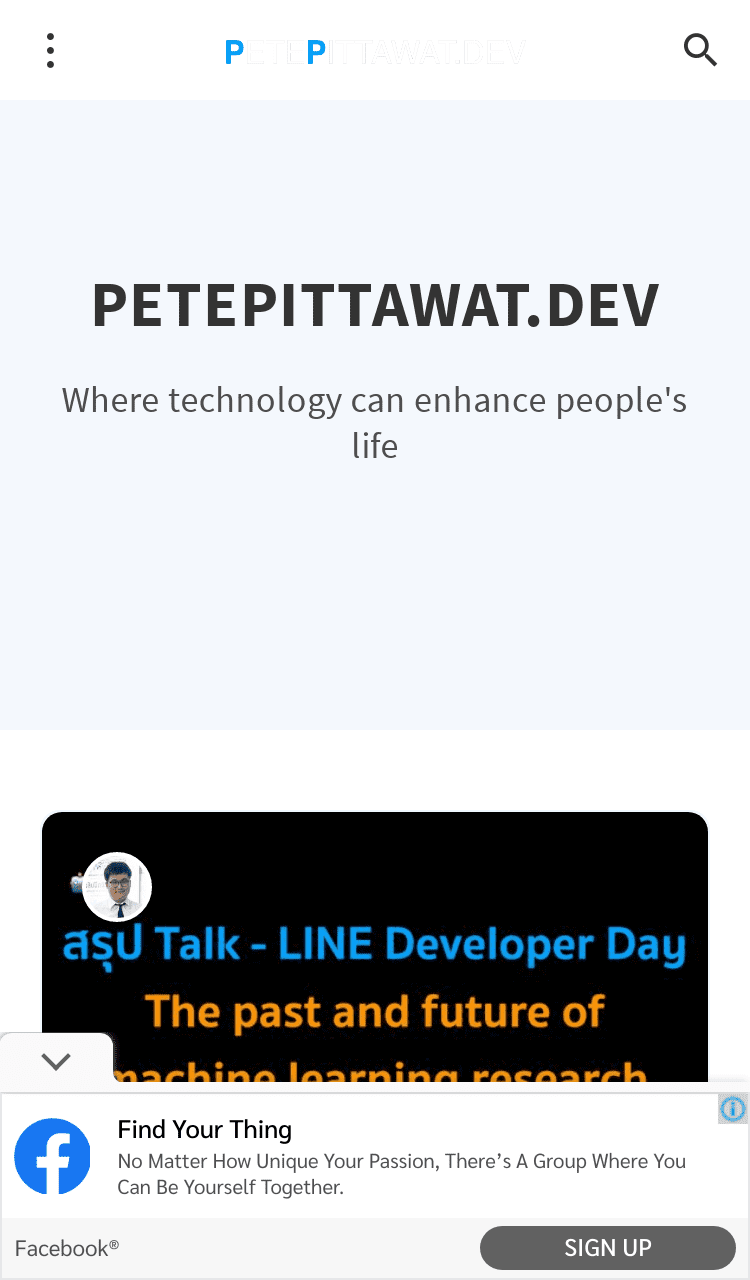 PETEPITTAWAT.DEV
PETEPITTAWAT.DEV
Where technology can enhance people's
life
สรุป Talk - LINE Developer Day
The past and future of
machine learning research
Find Your Thing
No Matter How Unique Your Passion, There’s A Group Where You
Can Be Yourself Together.
Facebook®
SIGN UP